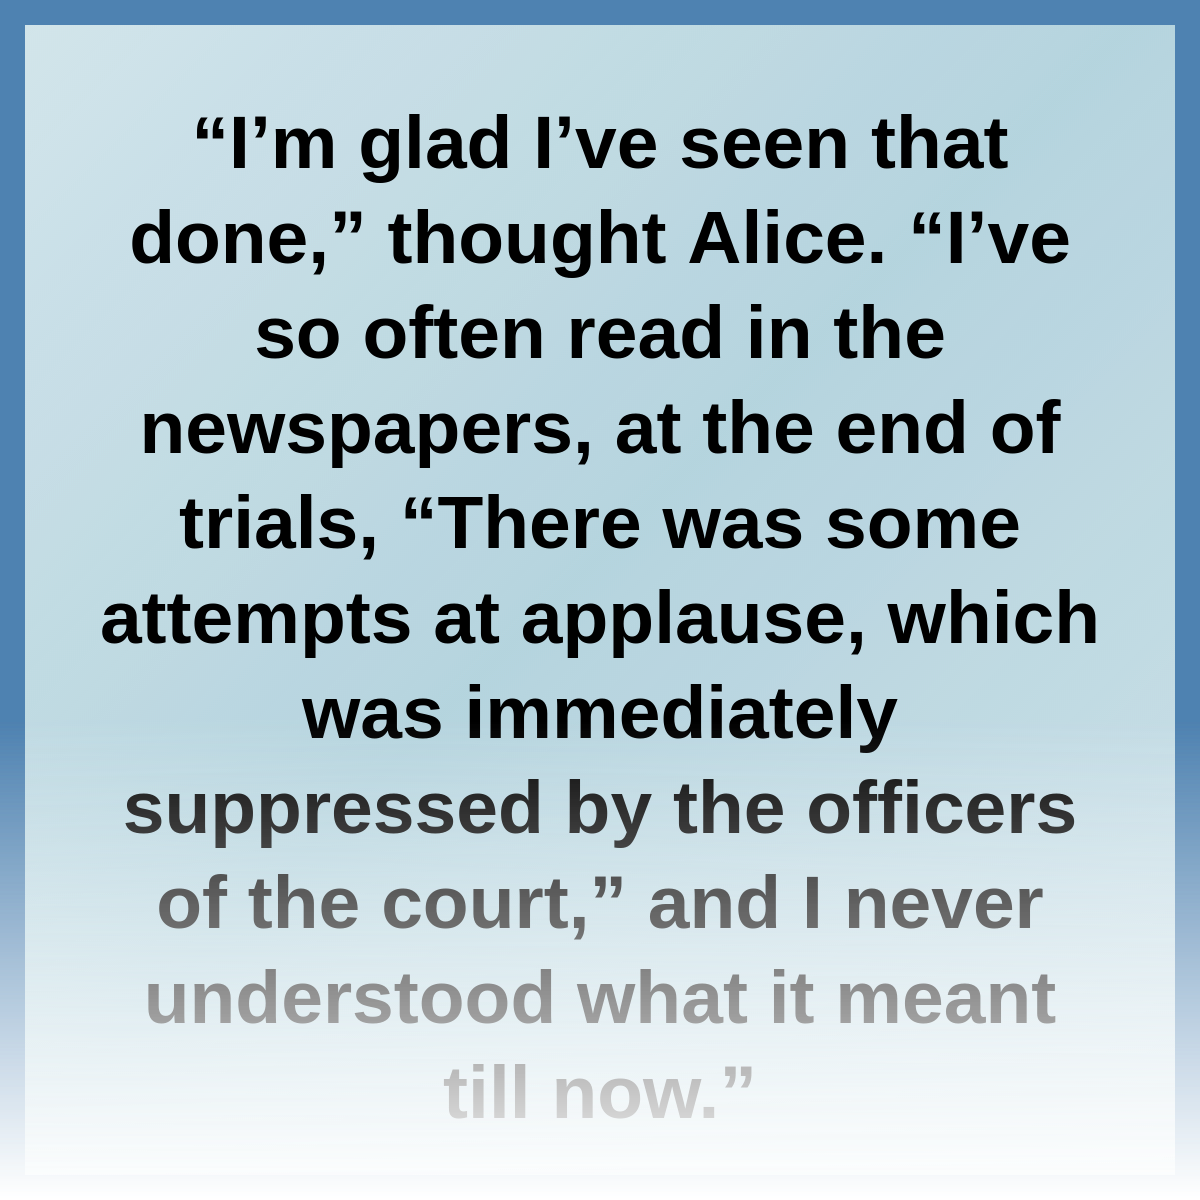 “I’m glad I’ve seen that
done,” thought Alice. “I’ve
so often read in the
newspapers, at the end of
trials, “There was some
attempts at applause, which
was immediately
suppressed by the officers
of the court,” and I never
understood what it meant
till now.”